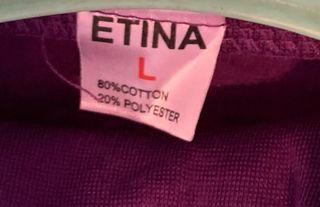 ETINA
L
80%COTTON
20% POLYESTER